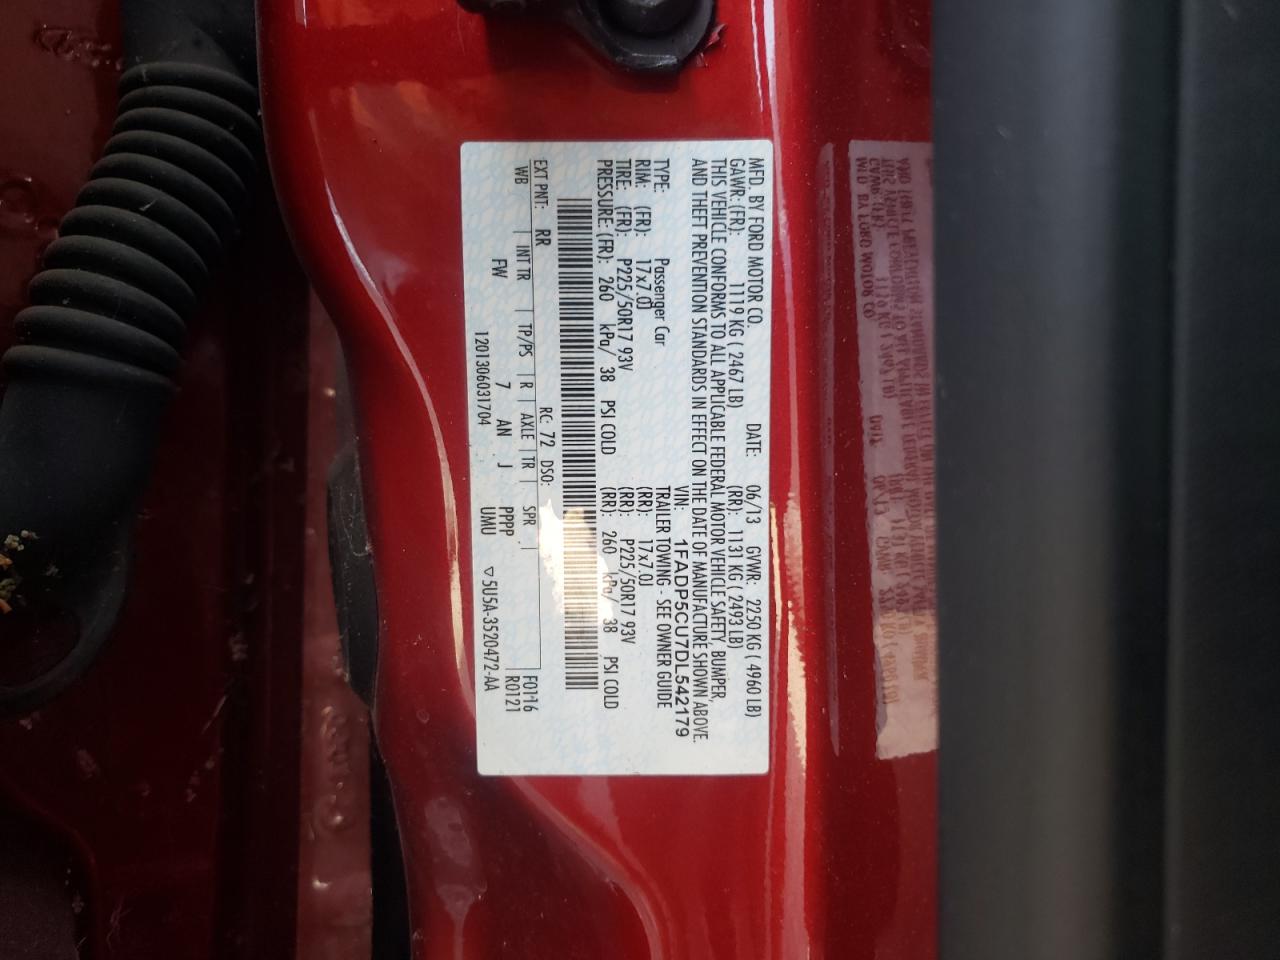 MFD. BY FORD MOTOR CO. DATE: 06/13 GVWR: 2250 KG ( 4960 LB)
GAWR: (FR): 1119 KG ( 2467 LB) (RR): 1131 KG ( 2493 LB)
THIS VEHICLE CONFORMS TO ALL APPLICABLE FEDERAL MOTOR VEHICLE SAFETY, BUMPER,
AND THEFT PREVENTION STANDARDS IN EFFECT ON THE DATE OF MANUFACTURE SHOWN ABOVE.
VIN: 1FADP5CU7DL542179
TYPE: Passenger Car TRAILER TOWING - SEE OWNER GUIDE
RIM: (FR): 17x7.0J (RR): 17x7.0J
TIRE: (FR): P225/50R17 93V (RR): P225/50R17 93V
PRESSURE: (FR): 260 kPa/ 38 PSI COLD (RR): 260 kPa/ 38 PSI COLD
EXT PNT: RR RC: 72 DSO: F0116
WB INT TR TP/PS R AXLE TR SPR R0121
FW 7 AN J PPPP
UMU ▽5U5A-3520472-AA
1201306031704